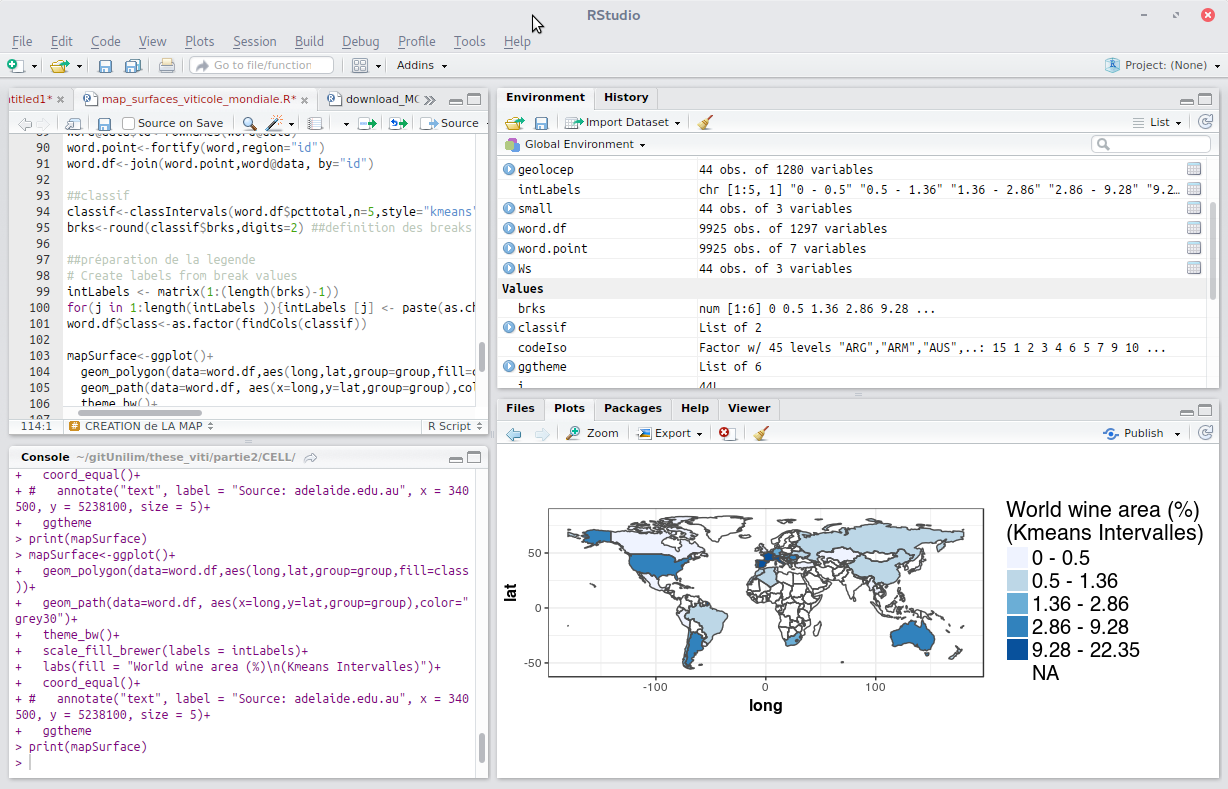 RStudio
File Edit Code View Plots Session Build Debug Profile Tools Help
Go to file/function Addins Project: (None)
ntitled1* map_surfaces_viticole_mondiale.R* download_MC
Source on Save Source
90 word.point<-fortify(word,region="id")
91 word.df<-join(word.point,word@data, by="id")
92
93 ##classif
94 classif<-classIntervals(word.df$pcttotal,n=5,style="kmeans"
95 brks<-round(classif$brks,digits=2) ##definition des breaks
96
97 ##préparation de la legende
98 # Create labels from break values
99 intLabels <- matrix(1:(length(brks)-1))
100 for(j in 1:length(intLabels )){intLabels [j] <- paste(as.ch
101 word.df$class<-as.factor(findCols(classif))
102
103 mapSurface<-ggplot()+
104 geom_polygon(data=word.df,aes(long,lat,group=group,fill=c
105 geom_path(data=word.df, aes(x=long,y=lat,group=group),col
106 theme_bw()+
107
114:1 # CREATION de LA MAP R Script
Console ~/gitUnilim/these_viti/partie2/CELL/
+ coord_equal()+
+ # annotate("text", label = "Source: adelaide.edu.au", x = 340
500, y = 5238100, size = 5)+
+ ggtheme
> print(mapSurface)
> mapSurface<-ggplot()+
+ geom_polygon(data=word.df,aes(long,lat,group=group,fill=class
))+
+ geom_path(data=word.df, aes(x=long,y=lat,group=group),color="
grey30")+
+ theme_bw()+
+ scale_fill_brewer(labels = intLabels)+
+ labs(fill = "World wine area (%)\n(Kmeans Intervalles)")+
+ coord_equal()+
+ # annotate("text", label = "Source: adelaide.edu.au", x = 340
500, y = 5238100, size = 5)+
+ ggtheme
> print(mapSurface)
>
Environment History
Import Dataset List
Global Environment
geolocep 44 obs. of 1280 variables
intLabels chr [1:5, 1] "0 - 0.5" "0.5 - 1.36" "1.36 - 2.86" "2.86 - 9.28" "9.2…
small 44 obs. of 3 variables
word.df 9925 obs. of 1297 variables
word.point 9925 obs. of 7 variables
Ws 44 obs. of 3 variables
Values
brks num [1:6] 0 0.5 1.36 2.86 9.28 ...
classif List of 2
codeIso Factor w/ 45 levels "ARG","ARM","AUS",..: 15 1 2 3 4 6 5 7 9 10 ...
ggtheme List of 6
i 44L
Files Plots Packages Help Viewer
Zoom Export Publish
World wine area (%)
(Kmeans Intervalles)
0 - 0.5
0.5 - 1.36
1.36 - 2.86
2.86 - 9.28
9.28 - 22.35
NA
lat
50
0
-50
-100 0 100
long